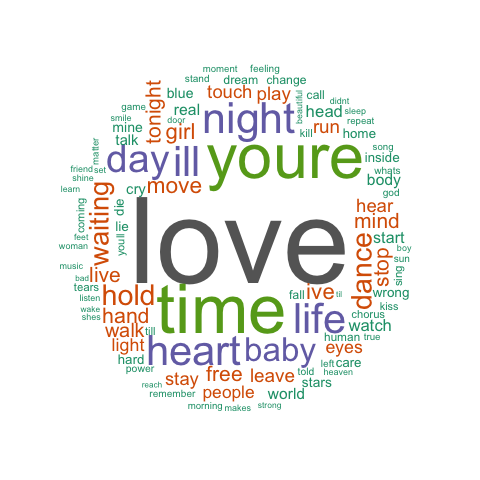 moment feeling
stand dream change
game tonight blue touch play beautiful call didnt
smile door real night head sleep
mine girl kill run repeat
talk home
matter day ill youre song
inside whats
friend set move body
shine god
learn cry
waiting die love hear
coming mind
feet lie start boy
woman youll dance stop sun
sing
music live
bad tears hold time fall ive til wrong
listen kiss
wake hand life chorus
shes walk till watch
light heart baby human true
hard eyes
power left care
reach stay free leave told heaven
stars
remember people world
morning makes strong